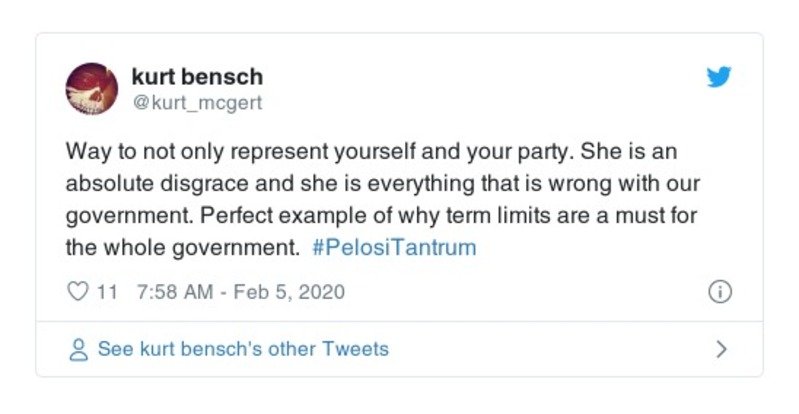 kurt bensch
@kurt_mcgert
Way to not only represent yourself and your party. She is an
absolute disgrace and she is everything that is wrong with our
government. Perfect example of why term limits are a must for
the whole government. #PelosiTantrum
11 7:58 AM - Feb 5, 2020
See kurt bensch's other Tweets